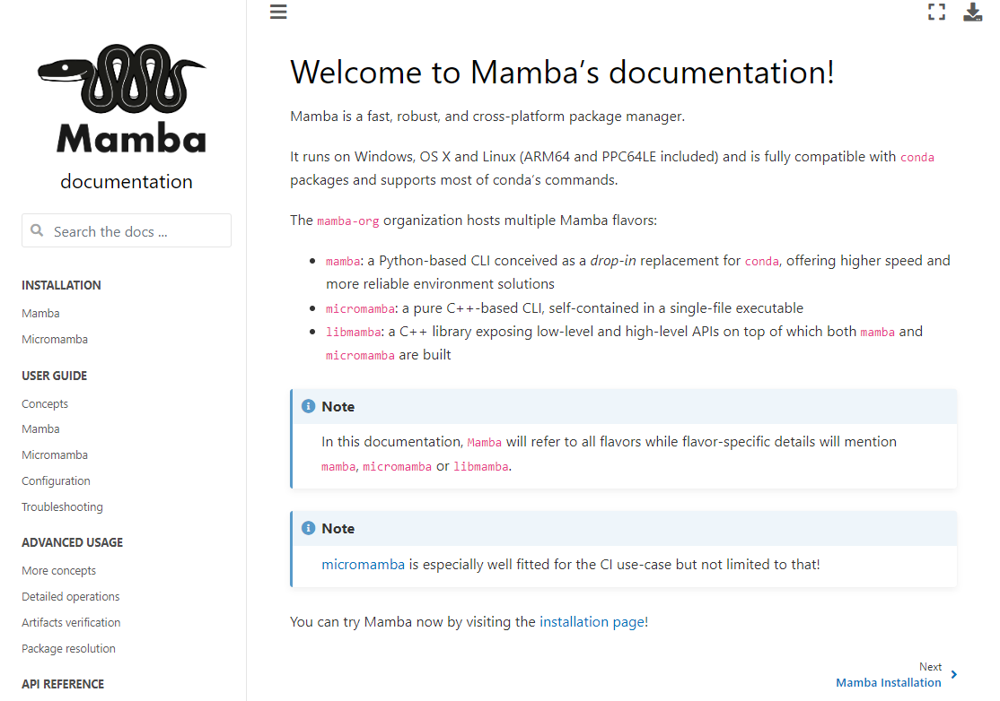 Mamba
documentation
Search the docs ...
INSTALLATION
Mamba
Micromamba
USER GUIDE
Concepts
Mamba
Micromamba
Configuration
Troubleshooting
ADVANCED USAGE
More concepts
Detailed operations
Artifacts verification
Package resolution
API REFERENCE
Welcome to Mamba’s documentation!
Mamba is a fast, robust, and cross-platform package manager.
It runs on Windows, OS X and Linux (ARM64 and PPC64LE included) and is fully compatible with conda
packages and supports most of conda’s commands.
The mamba-org organization hosts multiple Mamba flavors:
• mamba: a Python-based CLI conceived as a drop-in replacement for conda, offering higher speed and
more reliable environment solutions
• micromamba: a pure C++-based CLI, self-contained in a single-file executable
• libmamba: a C++ library exposing low-level and high-level APIs on top of which both mamba and
micromamba are built
Note
In this documentation, Mamba will refer to all flavors while flavor-specific details will mention
mamba, micromamba or libmamba.
Note
micromamba is especially well fitted for the CI use-case but not limited to that!
You can try Mamba now by visiting the installation page!
Next
Mamba Installation